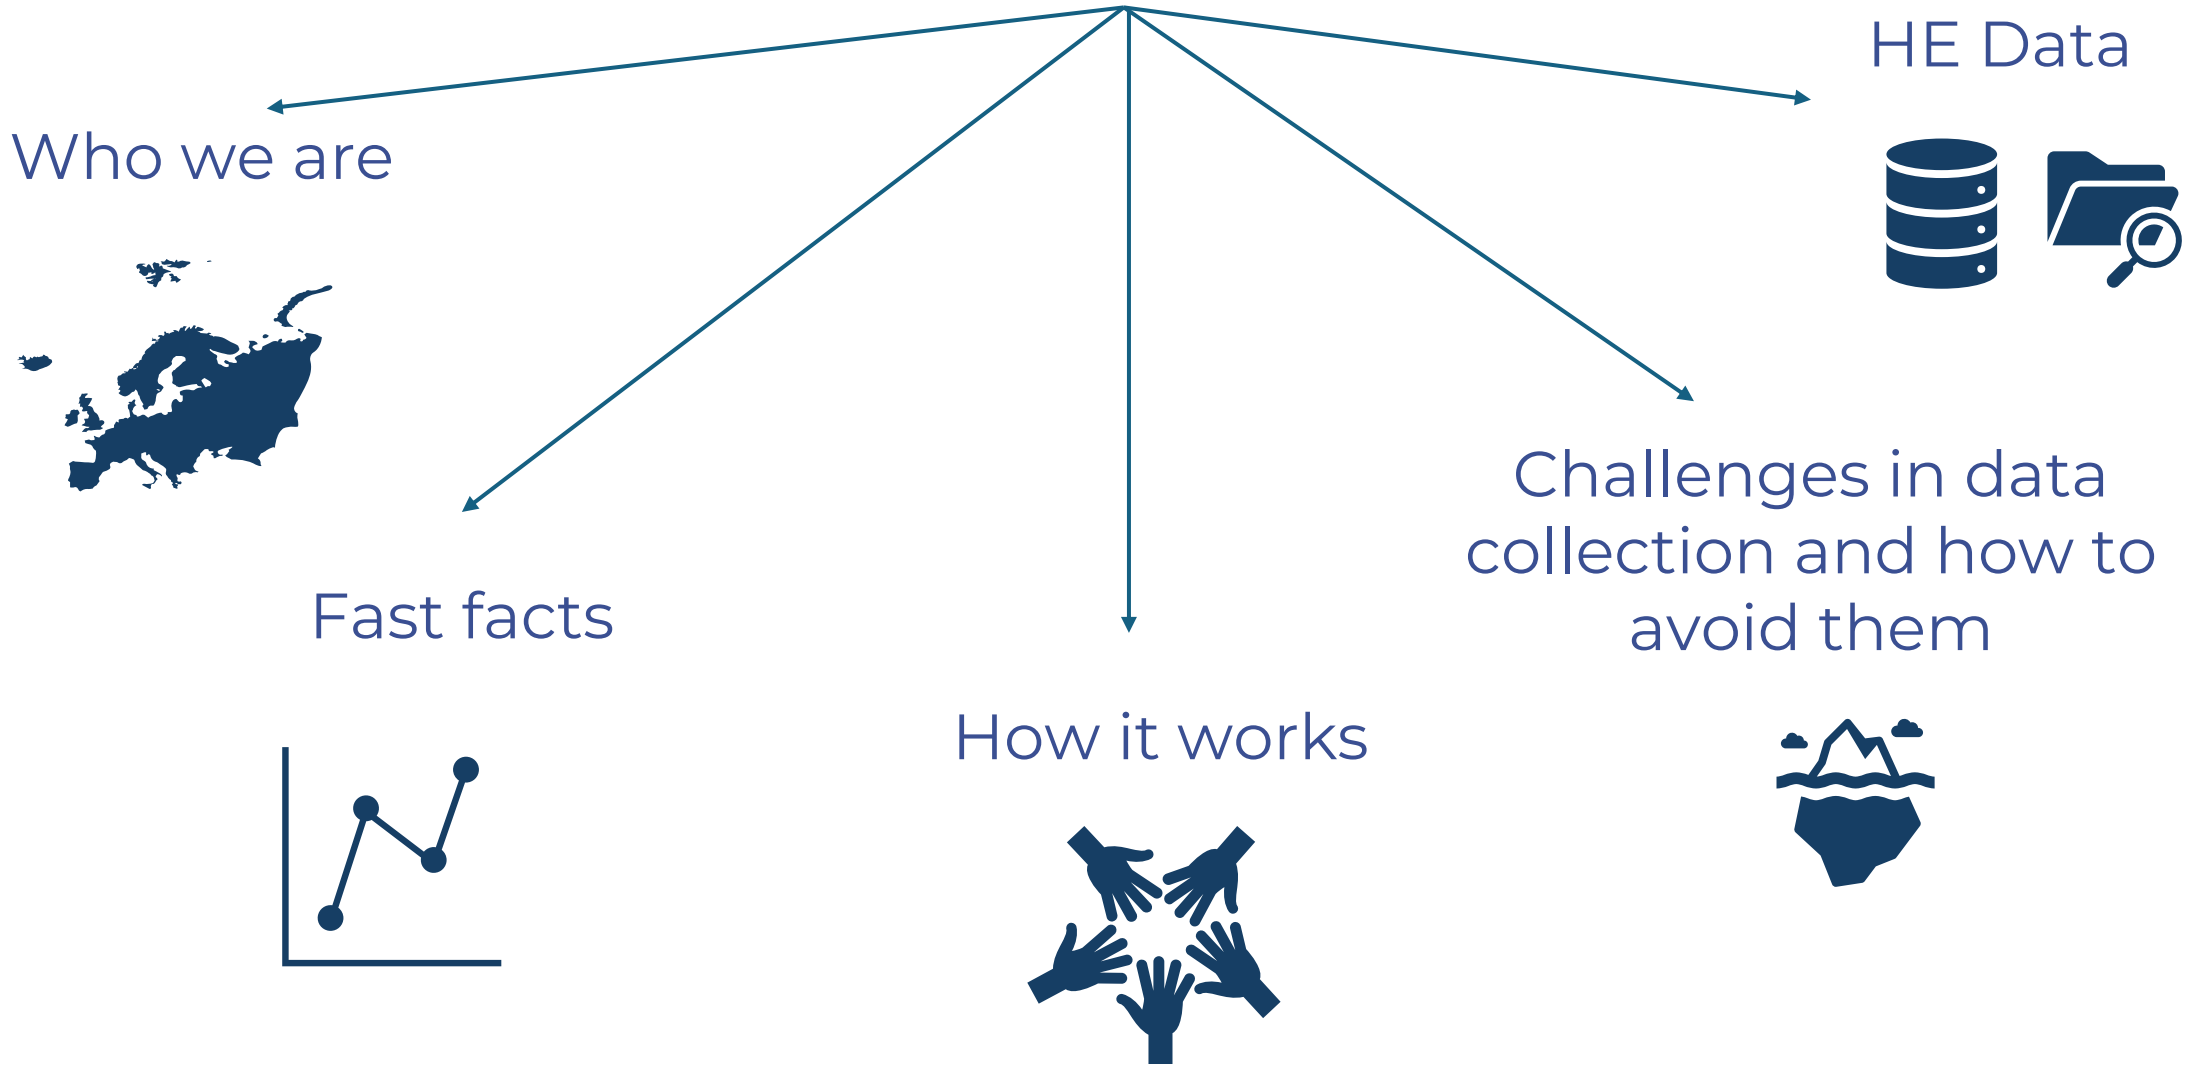 Who we are
Fast facts
How it works
Challenges in data
collection and how to
avoid them
HE Data